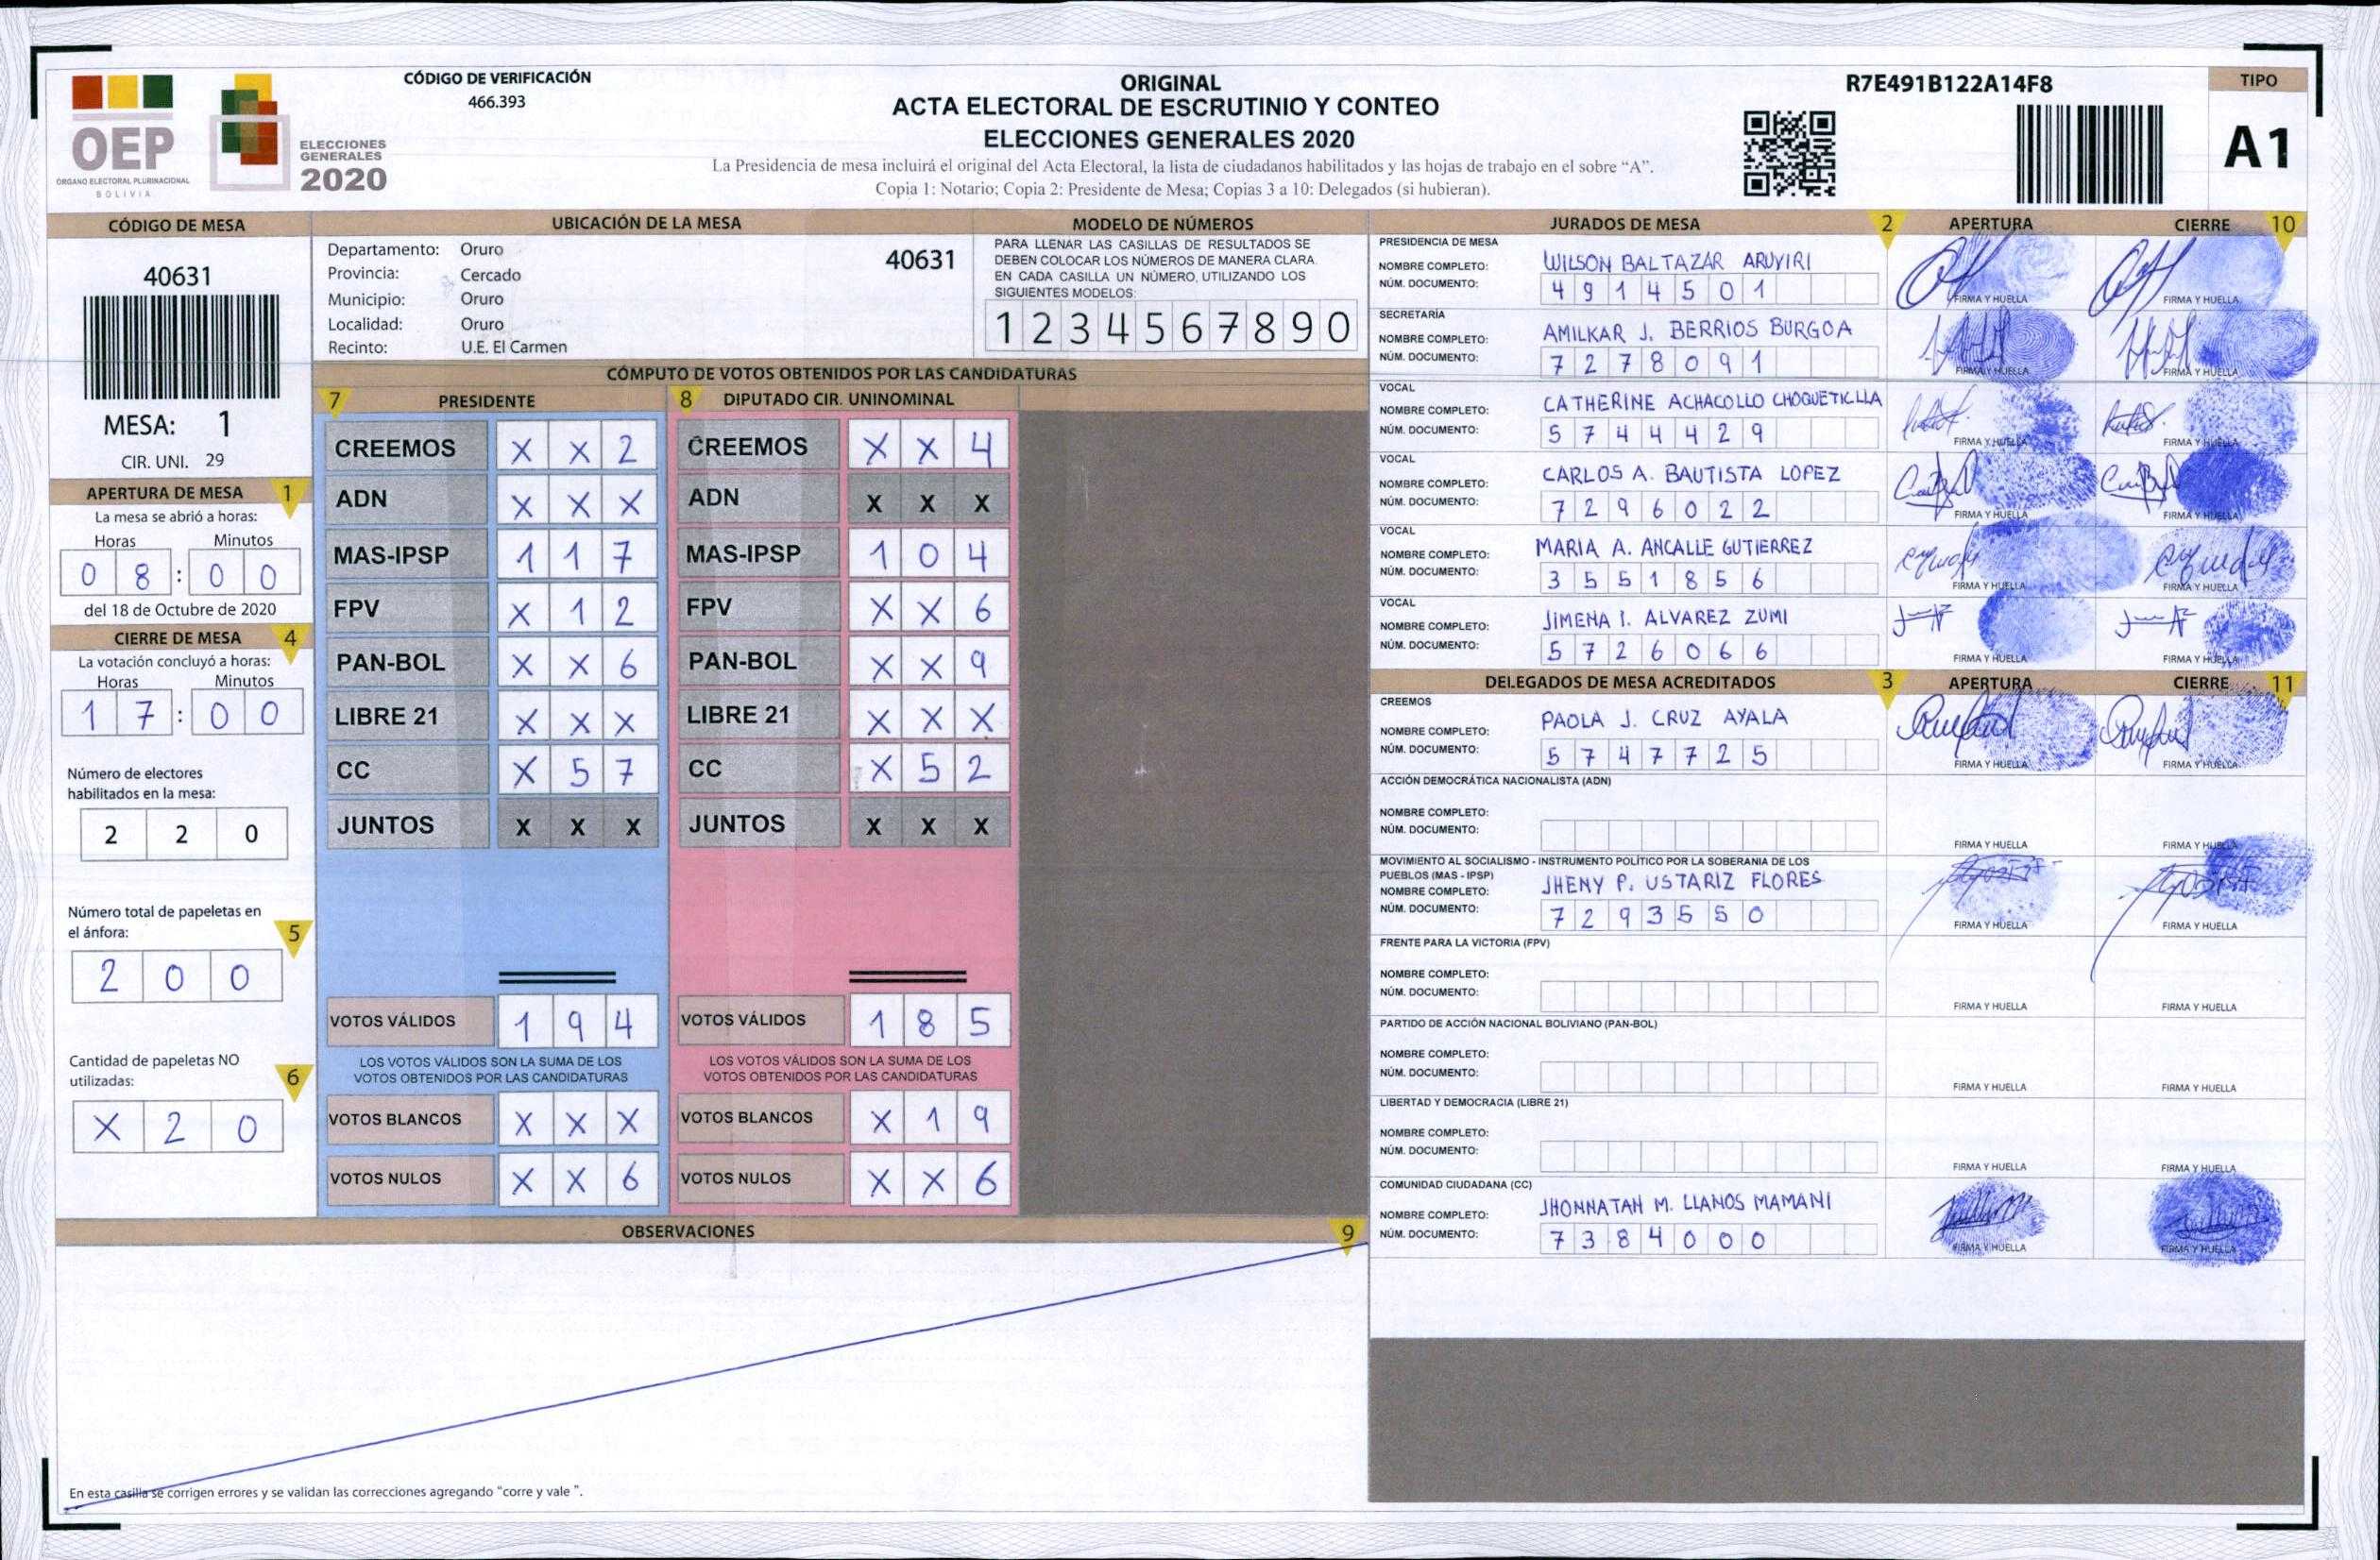 OEP
ÓRGANO ELECTORAL PLURINACIONAL
BOLIVIA
ELECCIONES
GENERALES
2020
CÓDIGO DE VERIFICACIÓN
466.393
ORIGINAL
ACTA ELECTORAL DE ESCRUTINIO Y CONTEO
ELECCIONES GENERALES 2020
La Presidencia de mesa incluirá el original del Acta Electoral, la lista de ciudadanos habilitados y las hojas de trabajo en el sobre “A”.
Copia 1: Notario; Copia 2: Presidente de Mesa; Copias 3 a 10: Delegados (si hubieran).
R7E491B122A14F8
TIPO
A1
CÓDIGO DE MESA
40631
MESA: 1
CIR. UNI. 29
APERTURA DE MESA 1
La mesa se abrió a horas:
Horas Minutos
0 8 : 0 0
del 18 de Octubre de 2020
CIERRE DE MESA 4
La votación concluyó a horas:
Horas Minutos
1 7 : 0 0
Número de electores
habilitados en la mesa:
2 2 0
Número total de papeletas en
el ánfora: 5
2 0 0
Cantidad de papeletas NO
utilizadas: 6
X 2 0
UBICACIÓN DE LA MESA
Departamento: Oruro
40631
Provincia: Cercado
Municipio: Oruro
Localidad: Oruro
Recinto: U.E. El Carmen
MODELO DE NÚMEROS
PARA LLENAR LAS CASILLAS DE RESULTADOS SE
DEBEN COLOCAR LOS NÚMEROS DE MANERA CLARA.
EN CADA CASILLA UN NÚMERO, UTILIZANDO LOS
SIGUIENTES MODELOS:
1 2 3 4 5 6 7 8 9 0
CÓMPUTO DE VOTOS OBTENIDOS POR LAS CANDIDATURAS
7 PRESIDENTE
CREEMOS X X 2
ADN X X X
MAS-IPSP 1 1 7
FPV X 1 2
PAN-BOL X X 6
LIBRE 21 X X X
CC X 5 7
JUNTOS X X X
VOTOS VÁLIDOS 1 9 4
LOS VOTOS VÁLIDOS SON LA SUMA DE LOS
VOTOS OBTENIDOS POR LAS CANDIDATURAS
VOTOS BLANCOS X X X
VOTOS NULOS X X 6
8 DIPUTADO CIR. UNINOMINAL
CREEMOS X X 4
ADN X X X
MAS-IPSP 1 0 4
FPV X X 6
PAN-BOL X X 9
LIBRE 21 X X X
CC X 5 2
JUNTOS X X X
VOTOS VÁLIDOS 1 8 5
LOS VOTOS VÁLIDOS SON LA SUMA DE LOS
VOTOS OBTENIDOS POR LAS CANDIDATURAS
VOTOS BLANCOS X 1 9
VOTOS NULOS X X 6
OBSERVACIONES 9
En esta casilla se corrigen errores y se validan las correcciones agregando “corre y vale ”.
JURADOS DE MESA 2 APERTURA CIERRE 10
PRESIDENCIA DE MESA
NOMBRE COMPLETO: WILSON BALTAZAR ARUVIRI
NÚM. DOCUMENTO: 4 9 1 4 5 0 1
FIRMA Y HUELLA FIRMA Y HUELLA
SECRETARÍA
NOMBRE COMPLETO: AMILKAR J. BERRIOS BURGOA
NÚM. DOCUMENTO: 7 2 7 8 0 9 1
FIRMA Y HUELLA FIRMA Y HUELLA
VOCAL
NOMBRE COMPLETO: CATHERINE ACHACOLLO CHOQUETICLLA
NÚM. DOCUMENTO: 5 7 4 4 4 2 9
FIRMA Y HUELLA FIRMA Y HUELLA
VOCAL
NOMBRE COMPLETO: CARLOS A. BAUTISTA LOPEZ
NÚM. DOCUMENTO: 7 2 9 6 0 2 2
FIRMA Y HUELLA FIRMA Y HUELLA
VOCAL
NOMBRE COMPLETO: MARIA A. ANCALLE GUTIERREZ
NÚM. DOCUMENTO: 3 5 5 1 8 5 6
FIRMA Y HUELLA FIRMA Y HUELLA
VOCAL
NOMBRE COMPLETO: JIMENA I. ALVAREZ ZUMI
NÚM. DOCUMENTO: 5 7 2 6 0 6 6
FIRMA Y HUELLA FIRMA Y HUELLA
DELEGADOS DE MESA ACREDITADOS 3 APERTURA CIERRE 11
CREEMOS
NOMBRE COMPLETO: PAOLA J. CRUZ AYALA
NÚM. DOCUMENTO: 5 7 4 7 7 2 5
FIRMA Y HUELLA FIRMA Y HUELLA
ACCIÓN DEMOCRÁTICA NACIONALISTA (ADN)
NOMBRE COMPLETO:
NÚM. DOCUMENTO:
FIRMA Y HUELLA FIRMA Y HUELLA
MOVIMIENTO AL SOCIALISMO - INSTRUMENTO POLÍTICO POR LA SOBERANIA DE LOS
PUEBLOS (MAS - IPSP)
NOMBRE COMPLETO: JHENY P. USTARIZ FLORES
NÚM. DOCUMENTO: 7 2 9 3 5 5 0
FIRMA Y HUELLA FIRMA Y HUELLA
FRENTE PARA LA VICTORIA (FPV)
NOMBRE COMPLETO:
NÚM. DOCUMENTO:
FIRMA Y HUELLA FIRMA Y HUELLA
PARTIDO DE ACCIÓN NACIONAL BOLIVIANO (PAN-BOL)
NOMBRE COMPLETO:
NÚM. DOCUMENTO:
FIRMA Y HUELLA FIRMA Y HUELLA
LIBERTAD Y DEMOCRACIA (LIBRE 21)
NOMBRE COMPLETO:
NÚM. DOCUMENTO:
FIRMA Y HUELLA FIRMA Y HUELLA
COMUNIDAD CIUDADANA (CC)
NOMBRE COMPLETO: JHONNATAN M. LLANOS MAMANI
NÚM. DOCUMENTO: 7 3 8 4 0 0 0
FIRMA Y HUELLA FIRMA Y HUELLA